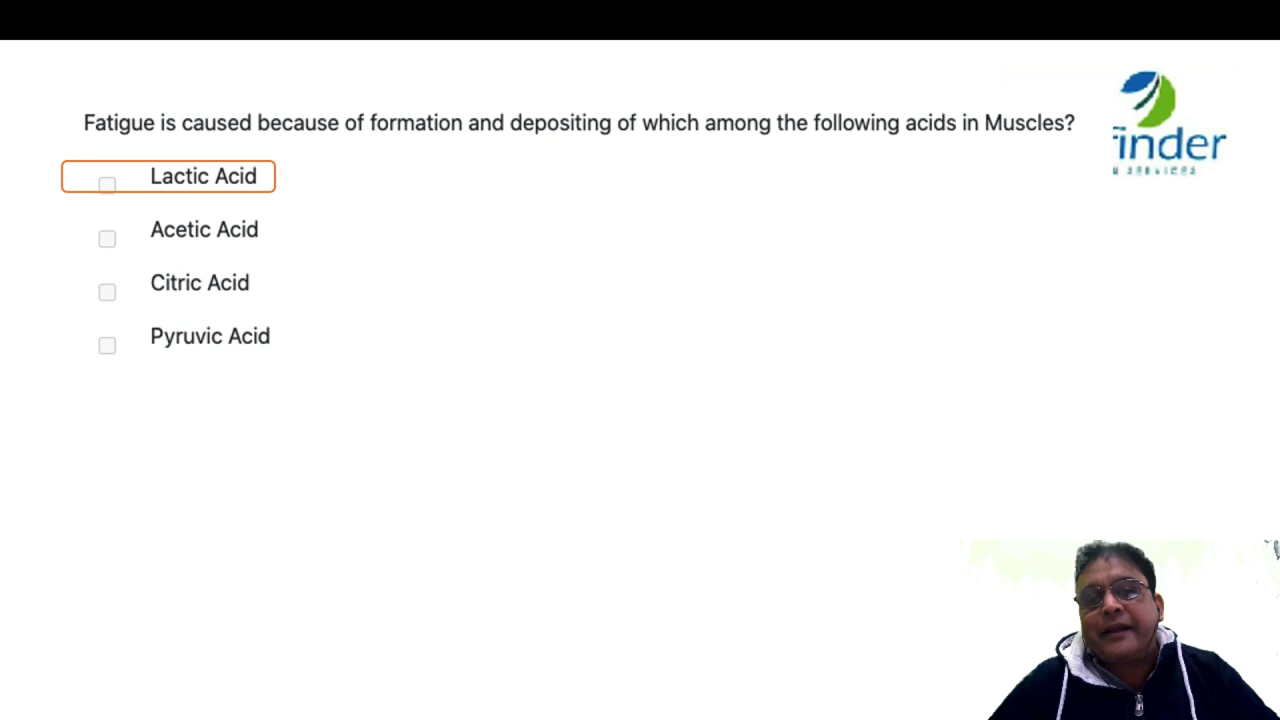 Fatigue is caused because of formation and depositing of which among the following acids in Muscles?
Lactic Acid
Acetic Acid
Citric Acid
Pyruvic Acid
inder